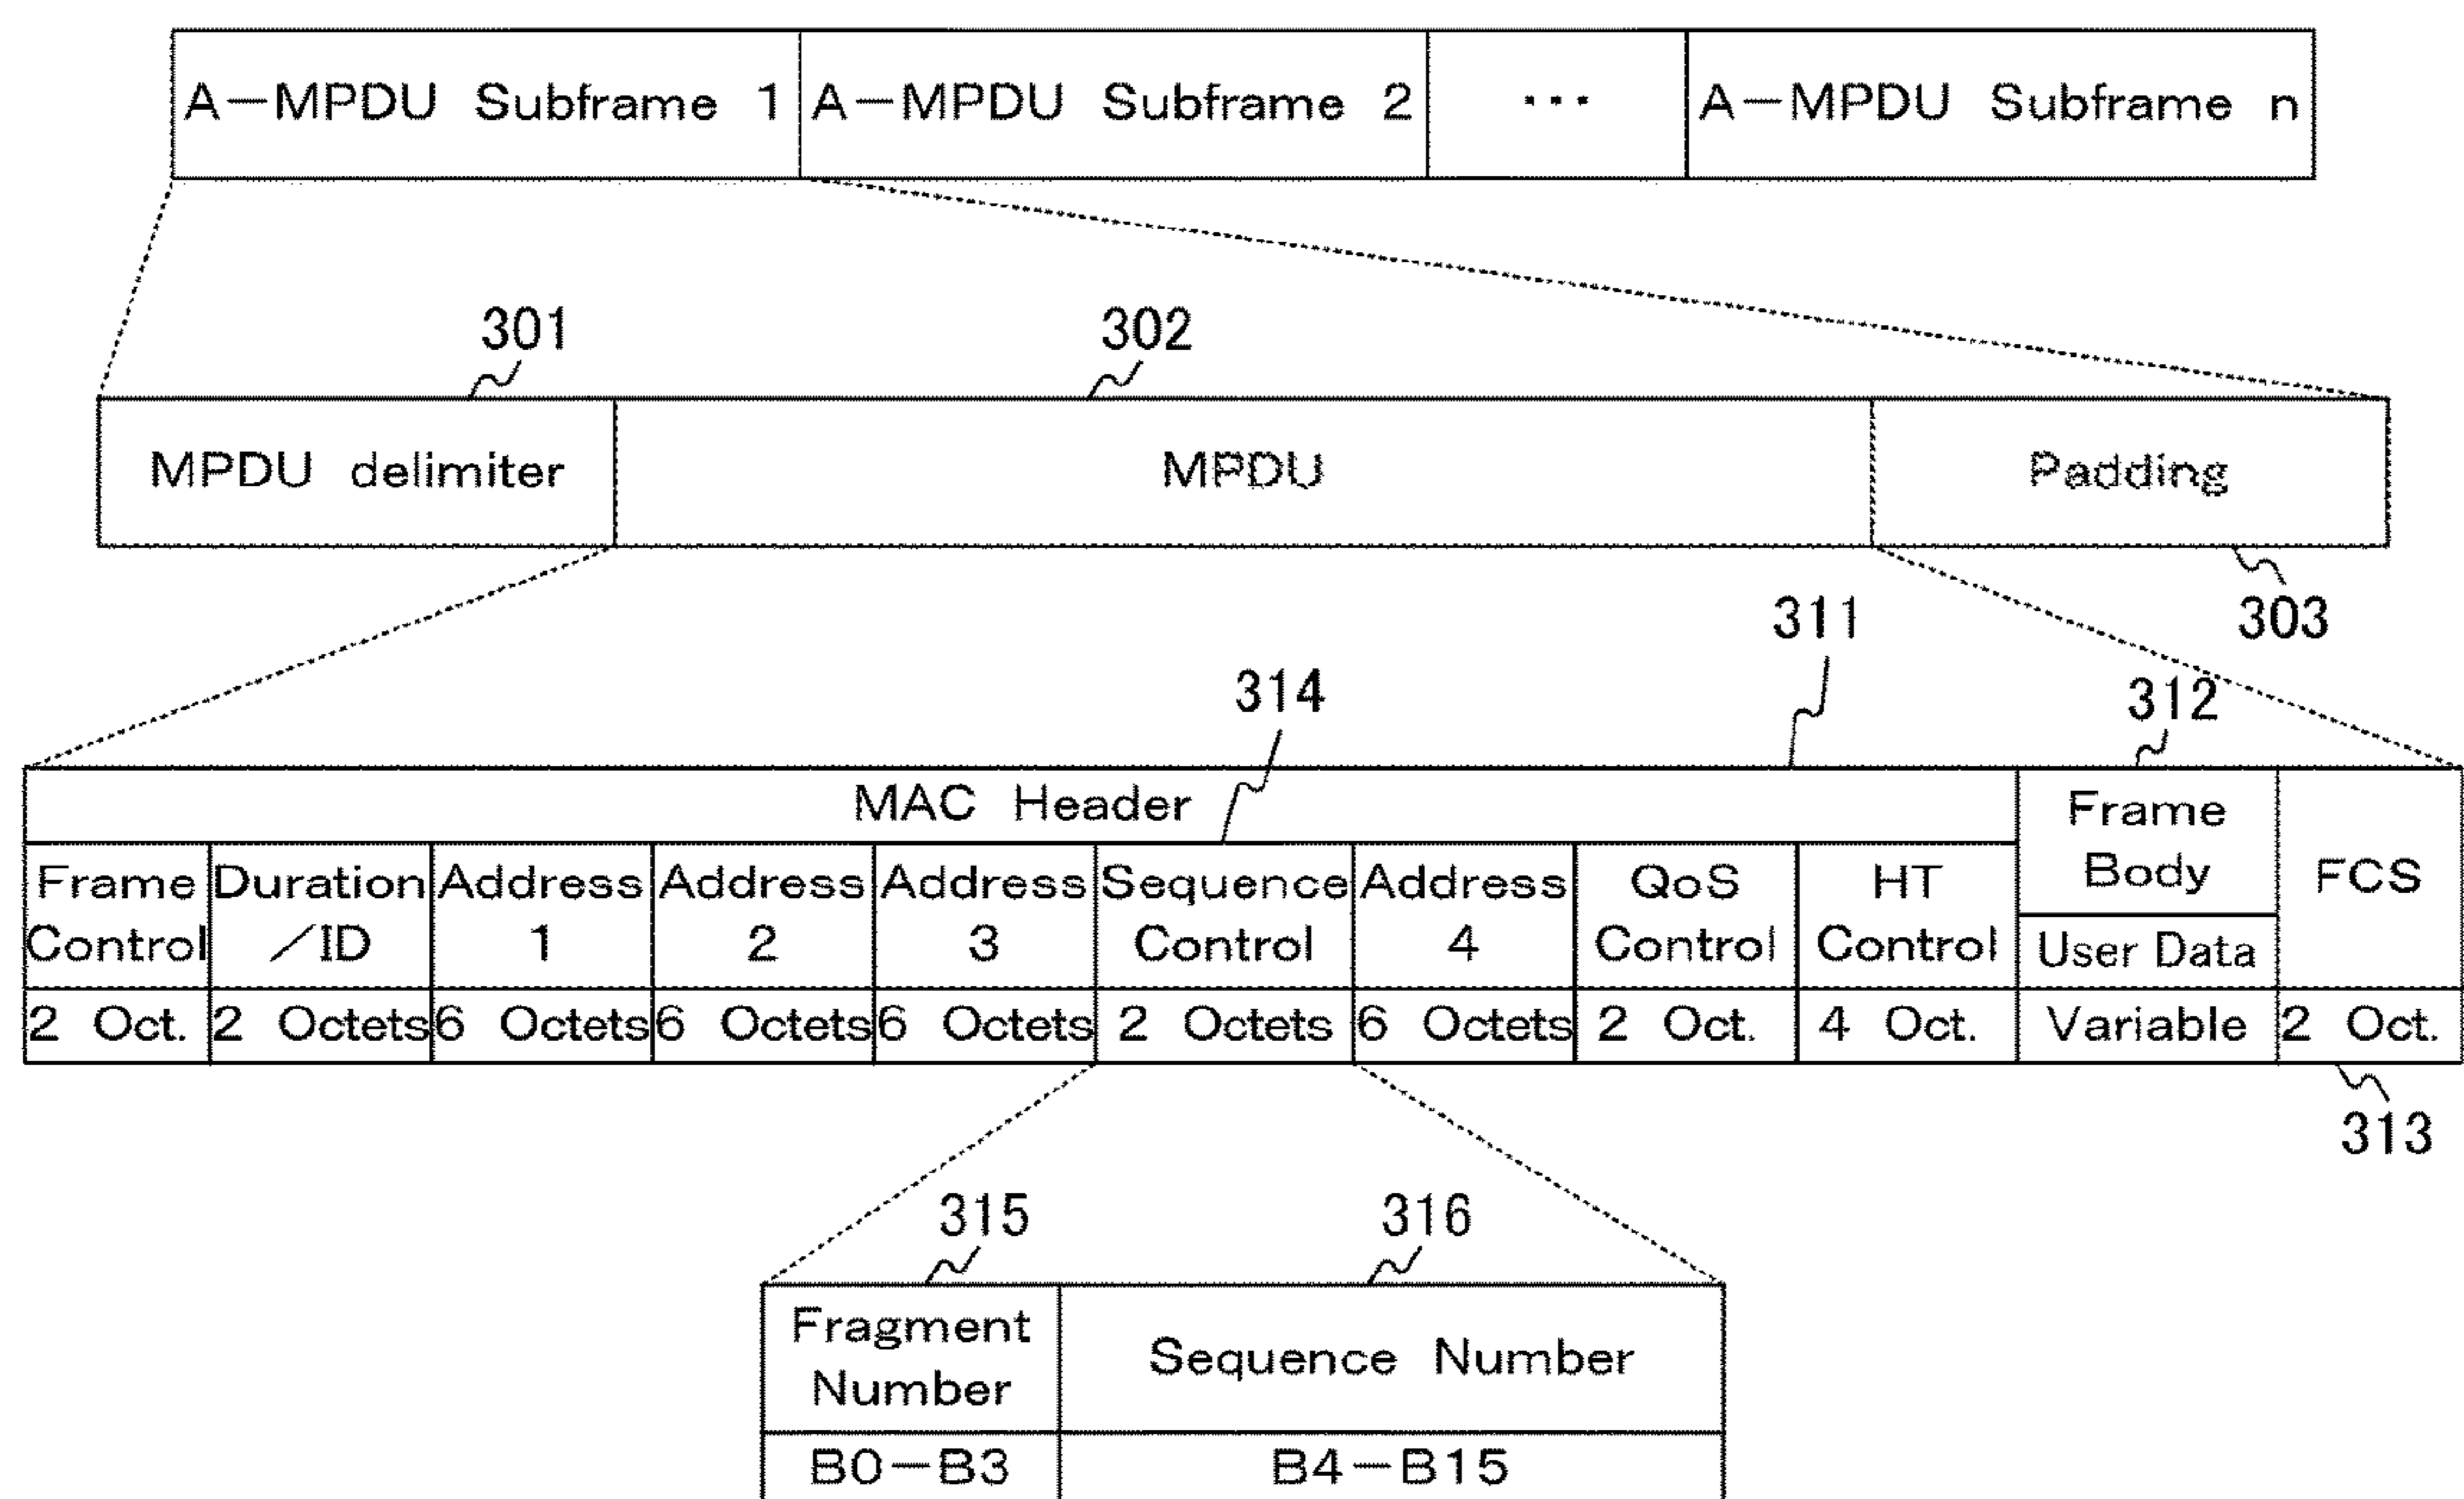 A－MPDU Subframe 1 A－MPDU Subframe 2 ⋯ A－MPDU Subframe n
301 302
MPDU delimiter MPDU Padding
303
311
314 312
MAC Header
Frame Control Duration ／ID Address 1 Address 2 Address 3 Sequence Control Address 4 QoS Control HT Control Frame Body User Data FCS
2 Oct. 2 Octets 6 Octets 6 Octets 6 Octets 2 Octets 6 Octets 2 Oct. 4 Oct. Variable 2 Oct.
313
315 316
Fragment Number Sequence Number
B0－B3 B4－B15